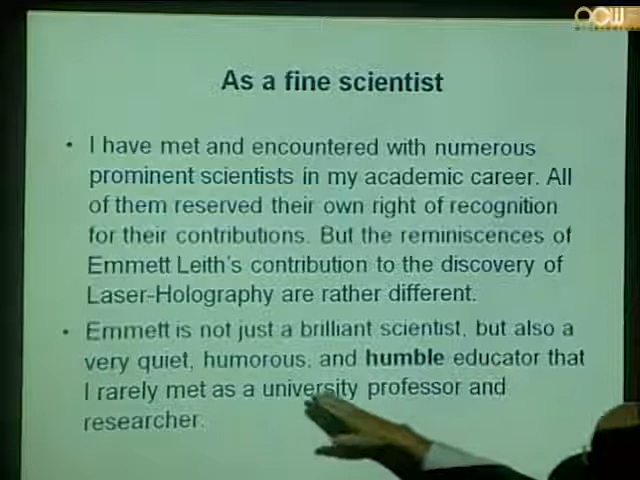 OCW
As a fine scientist
• I have met and encountered with numerous
prominent scientists in my academic career. All
of them reserved their own right of recognition
for their contributions. But the reminiscences of
Emmett Leith's contribution to the discovery of
Laser-Holography are rather different.
• Emmett is not just a brilliant scientist, but also a
very quiet, humorous, and humble educator that
I rarely met as a university professor and
researcher.